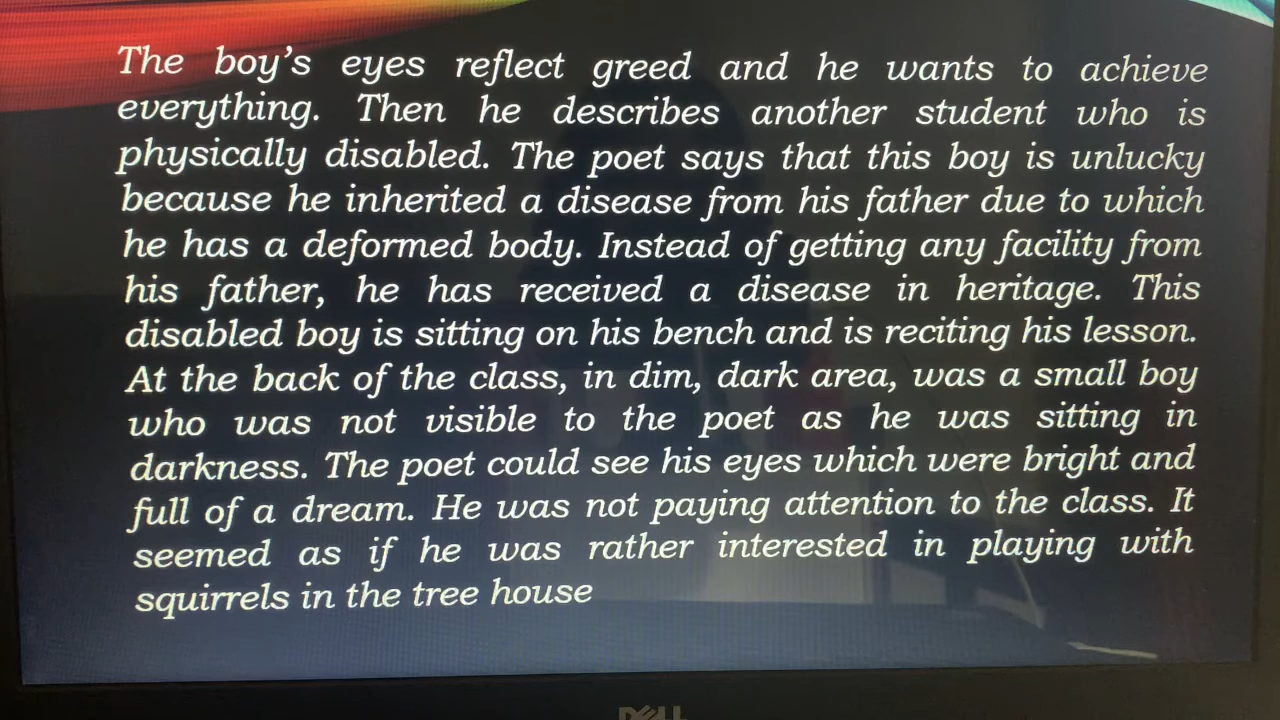 The boy's eyes reflect greed and he wants to achieve
everything. Then he describes another student who is
physically disabled. The poet says that this boy is unlucky
because he inherited a disease from his father due to which
he has a deformed body. Instead of getting any facility from
his father, he has received a disease in heritage. This
disabled boy is sitting on his bench and is reciting his lesson.
At the back of the class, in dim, dark area, was a small boy
who was not visible to the poet as he was sitting in
darkness. The poet could see his eyes which were bright and
full of a dream. He was not paying attention to the class. It
seemed as if he was rather interested in playing with
squirrels in the tree house
DELL